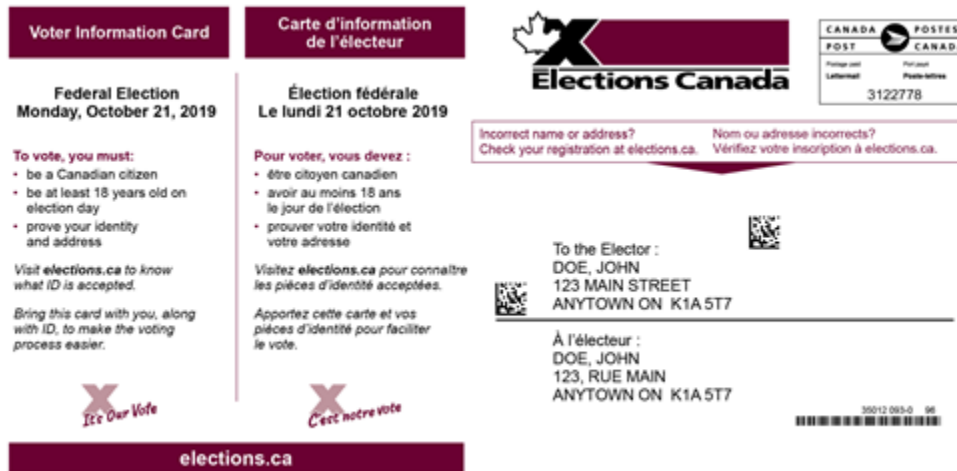 Voter Information Card
Federal Election
Monday, October 21, 2019
To vote, you must:
• be a Canadian citizen
• be at least 18 years old on
election day
• prove your identity
and address
Visit elections.ca to know
what ID is accepted.
Bring this card with you, along
with ID, to make the voting
process easier.
It's Our Vote
Carte d'information
de l'électeur
Élection fédérale
Le lundi 21 octobre 2019
Pour voter, vous devez :
• être citoyen canadien
• avoir au moins 18 ans
le jour de l'élection
• prouver votre identité et
votre adresse
Visitez elections.ca pour connaître
les pièces d'identité acceptées.
Apportez cette carte et vos
pièces d'identité pour faciliter
le vote.
C'est notre vote
elections.ca
Elections Canada
CANADA POSTES
POST CANAD
Postage paid Port payé
Lettermail Poste-lettres
3122778
Incorrect name or address?
Check your registration at elections.ca.
Nom ou adresse incorrects?
Vérifiez votre inscription à elections.ca.
To the Elector :
DOE, JOHN
123 MAIN STREET
ANYTOWN ON K1A 5T7
À l'électeur :
DOE, JOHN
123, RUE MAIN
ANYTOWN ON K1A 5T7
35012 093-0 96